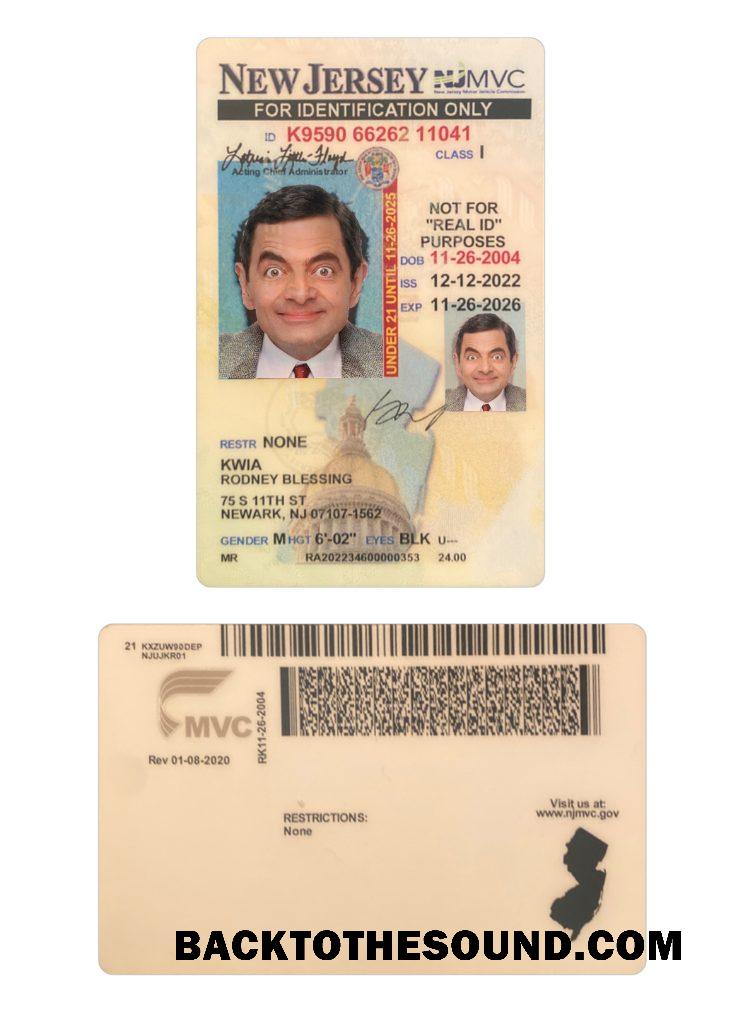 NEW JERSEY NJMVC
New Jersey Motor Vehicle Commission
FOR IDENTIFICATION ONLY
ID K9590 66262 11041
CLASS I
Acting Chief Administrator
UNDER 21 UNTIL 11-26-2025
NOT FOR
"REAL ID"
PURPOSES
DOB 11-26-2004
ISS 12-12-2022
EXP 11-26-2026
RESTR NONE
KWIA
RODNEY BLESSING
75 S 11TH ST
NEWARK, NJ 07107-1562
GENDER M HGT 6'-02" EYES BLK U---
MR RA202234600000353 24.00
21 KXZUW90DEP
NJUJKR01
MVC
Rev 01-08-2020
RK11-26-2004
RESTRICTIONS:
None
Visit us at:
www.njmvc.gov
BACKTOTHESOUND.COM